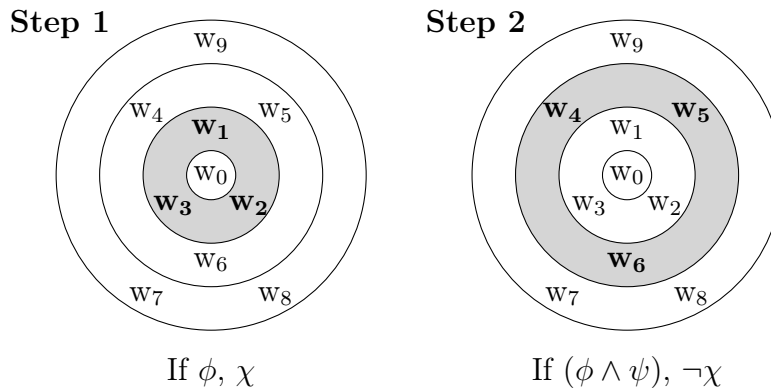 Step 1
w₉
w₄ w₅
w₁
w₀
w₃ w₂
w₆
w₇ w₈
If ϕ, χ
Step 2
w₉
w₄ w₅
w₁
w₀
w₃ w₂
w₆
w₇ w₈
If (ϕ ∧ ψ), ¬χ